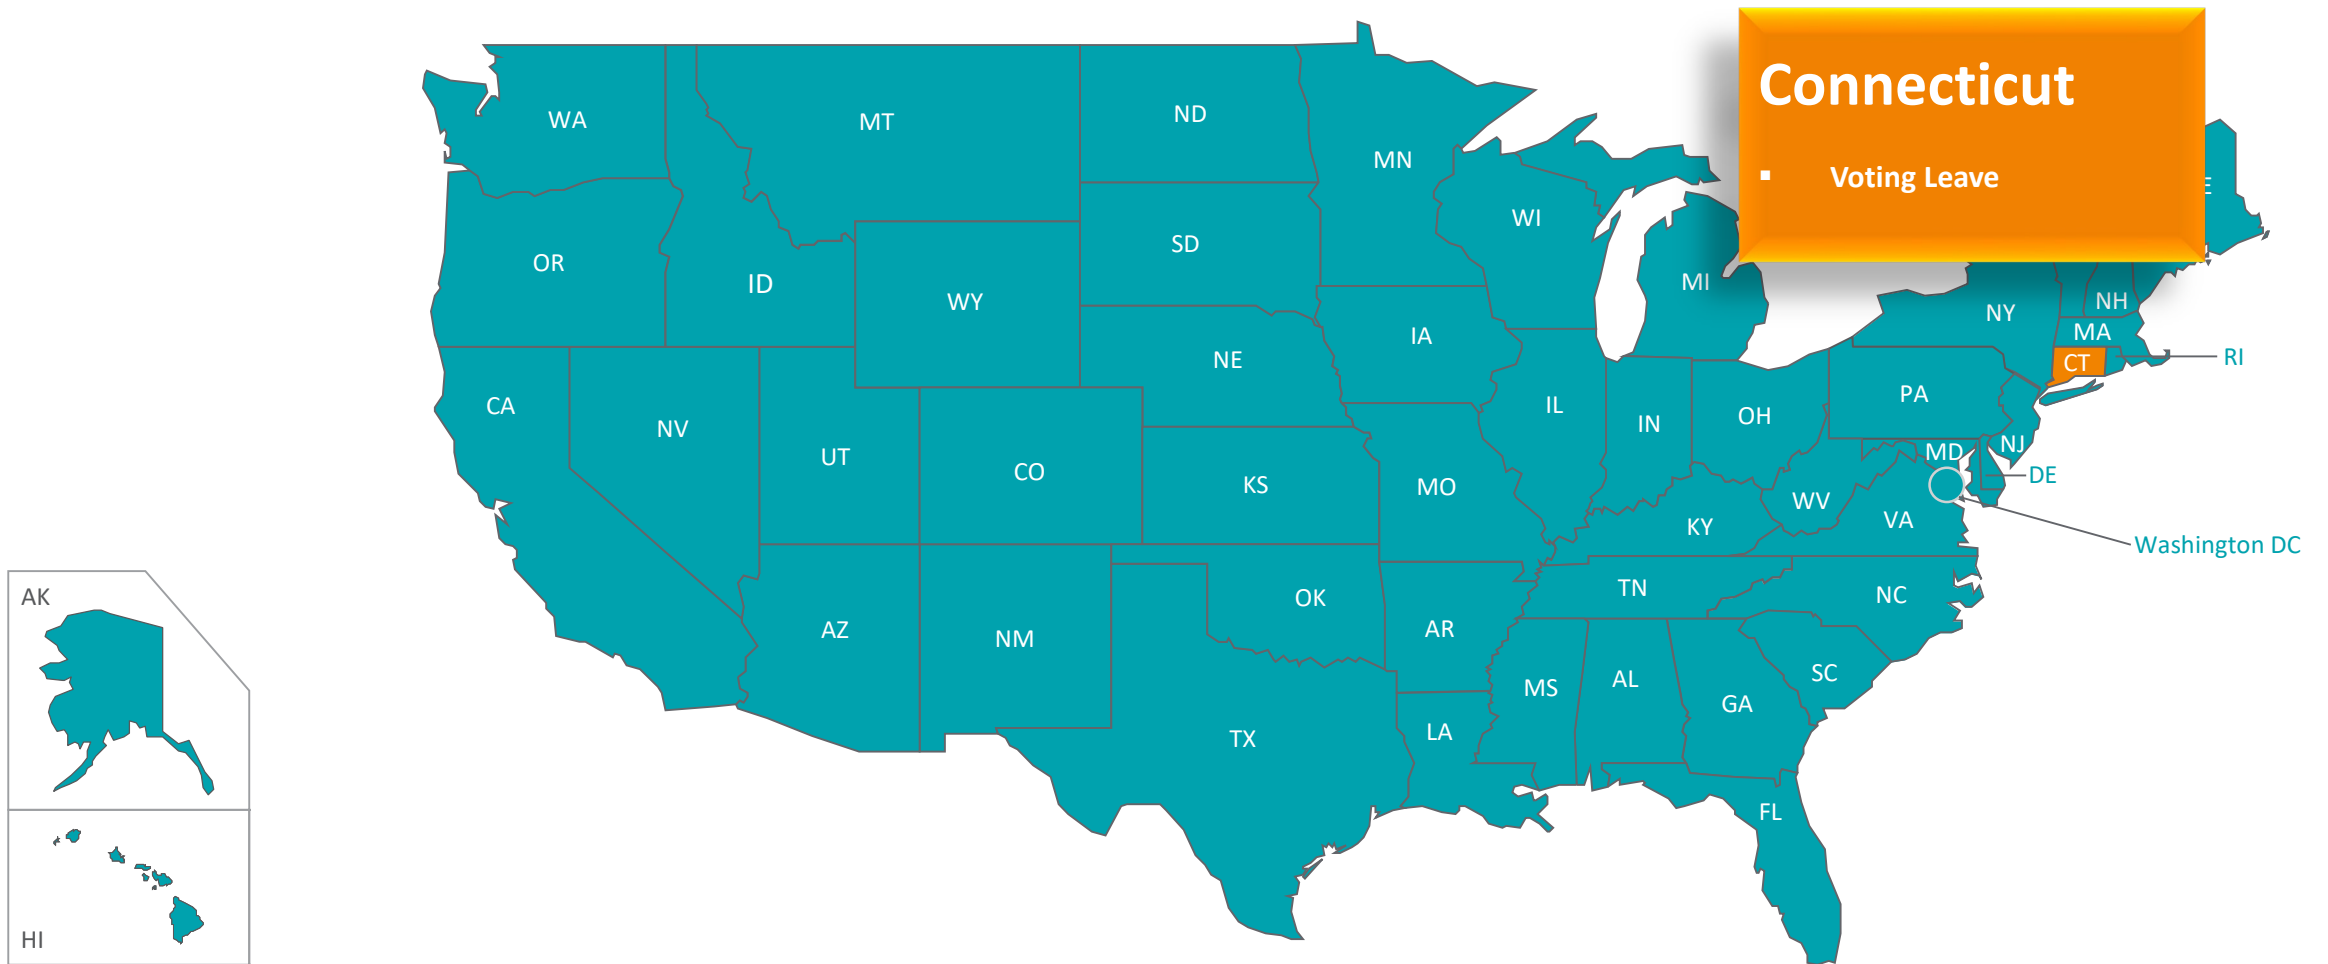 Connecticut
▪ Voting Leave
WA
MT
ND
MN
WI
MI
OR
ID
WY
SD
IA
NE
NY
NH
MA
CT
RI
CA
NV
UT
CO
KS
MO
IL
IN
OH
PA
NJ
MD
DE
WV
VA
KY
Washington DC
AZ
NM
OK
AR
TN
NC
SC
MS
AL
GA
TX
LA
FL
AK
HI